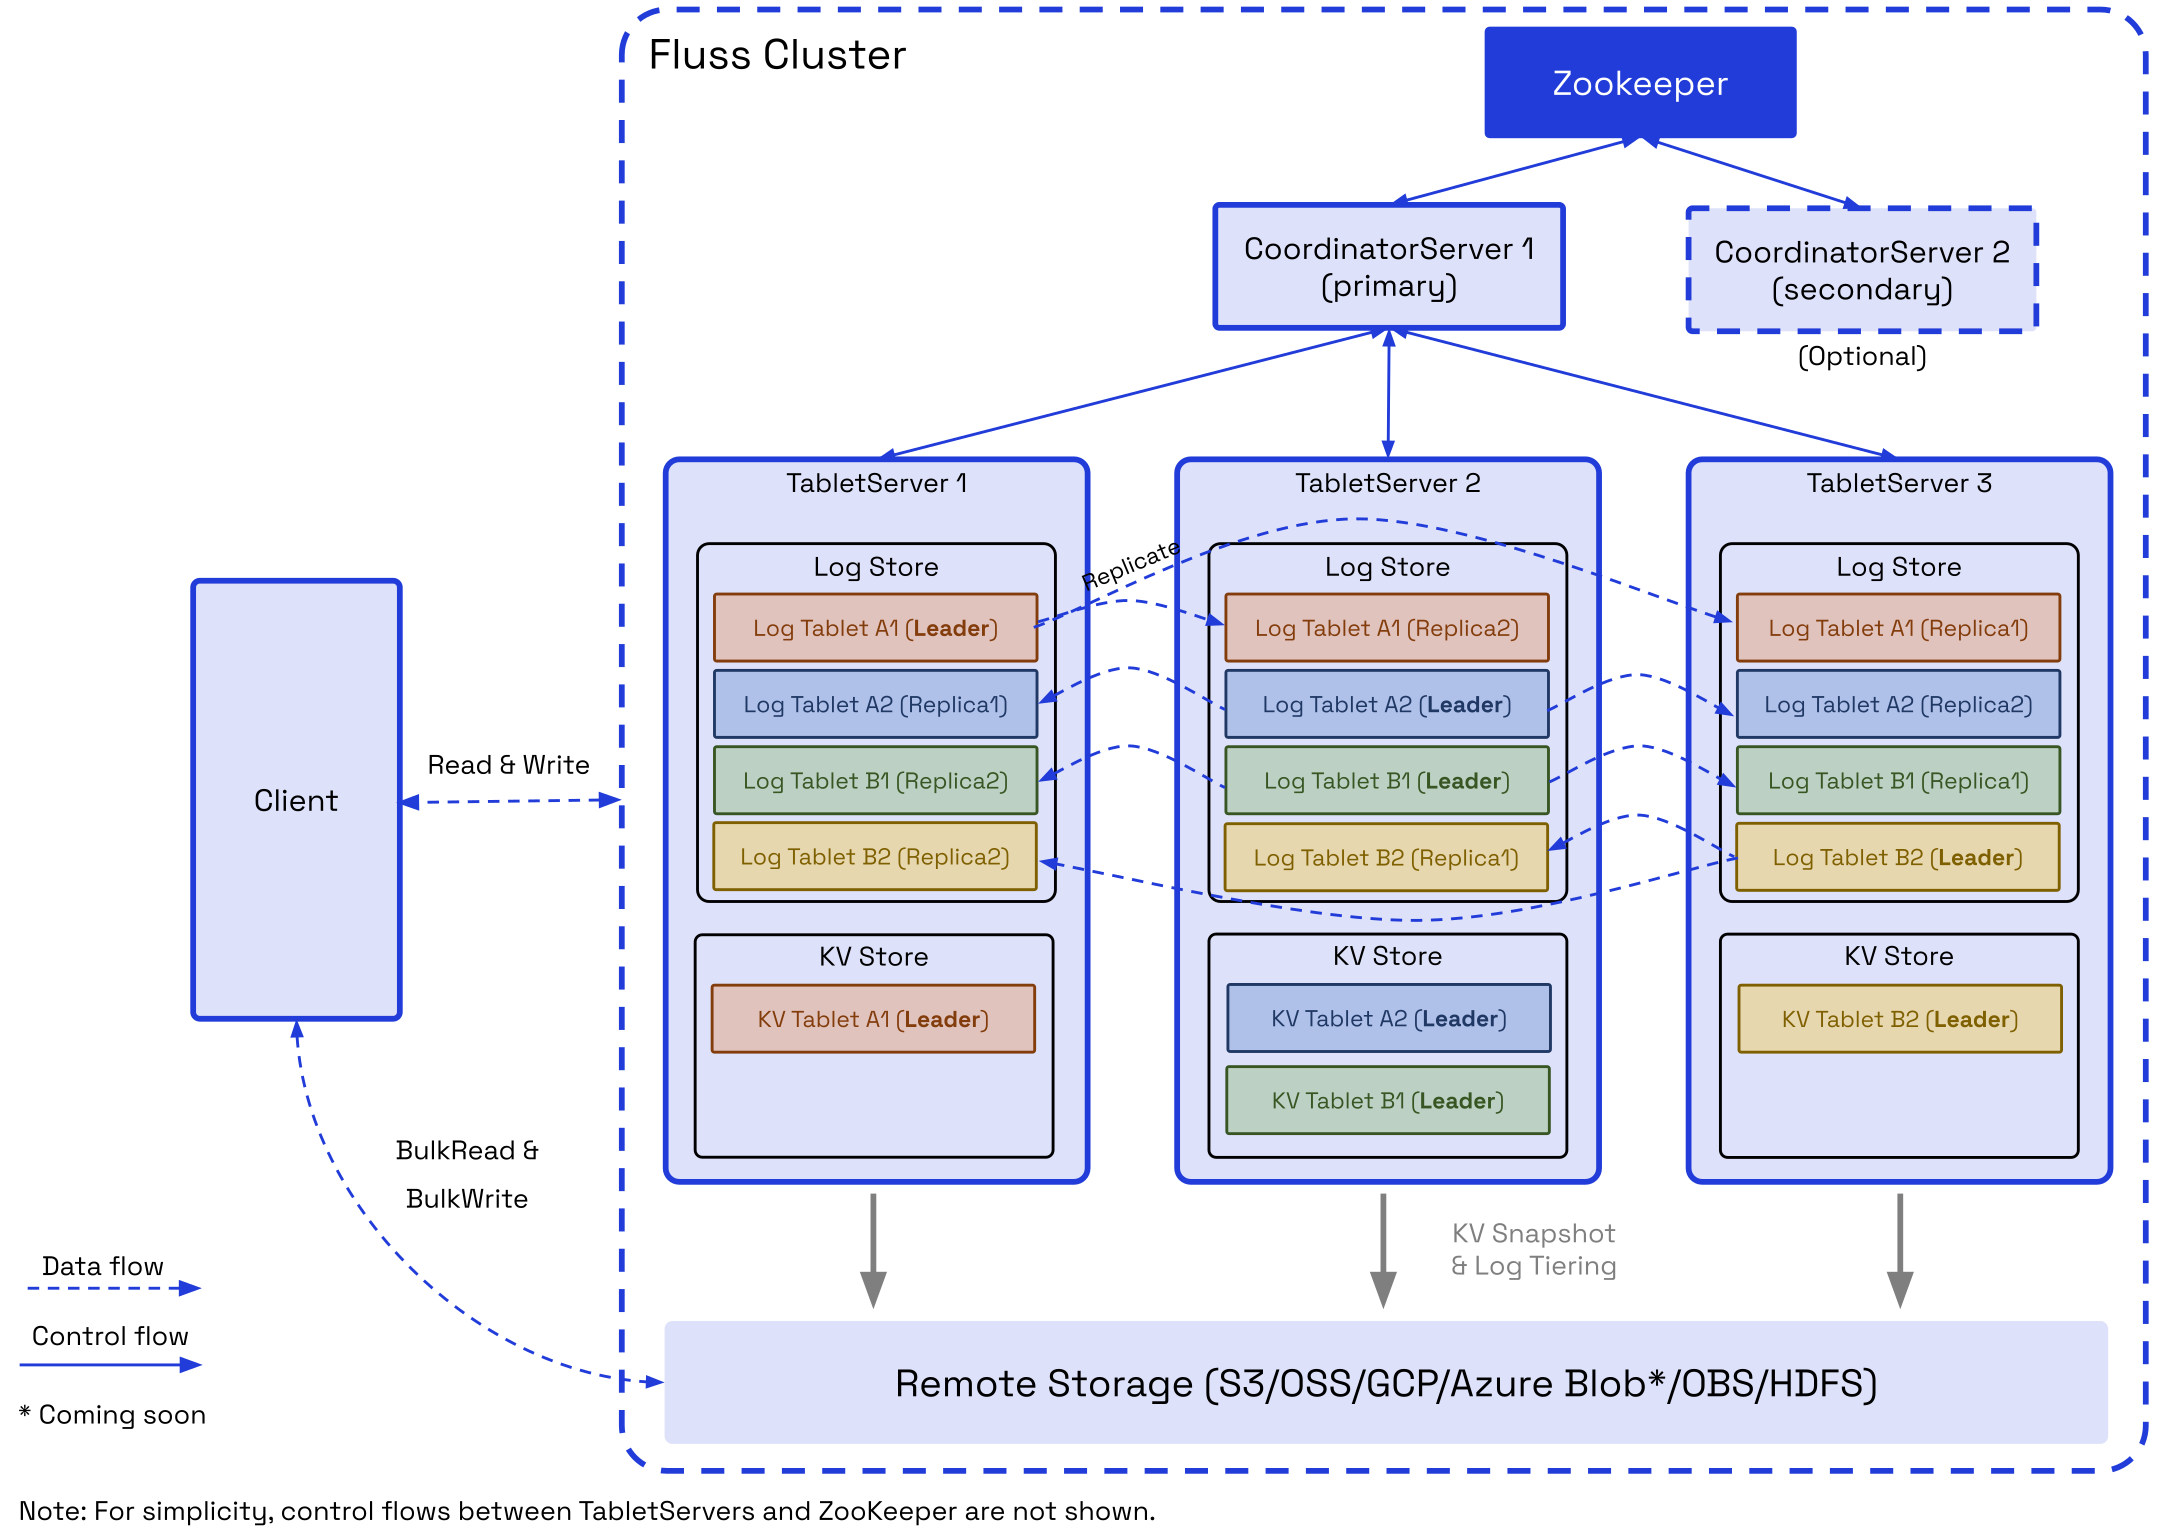 Fluss Cluster
Zookeeper
CoordinatorServer 1
(primary)
CoordinatorServer 2
(secondary)
(Optional)
TabletServer 1
Log Store
Log Tablet A1 (Leader)
Log Tablet A2 (Replica1)
Log Tablet B1 (Replica2)
Log Tablet B2 (Replica2)
KV Store
KV Tablet A1 (Leader)
Replicate
TabletServer 2
Log Store
Log Tablet A1 (Replica2)
Log Tablet A2 (Leader)
Log Tablet B1 (Leader)
Log Tablet B2 (Replica1)
KV Store
KV Tablet A2 (Leader)
KV Tablet B1 (Leader)
TabletServer 3
Log Store
Log Tablet A1 (Replica1)
Log Tablet A2 (Replica2)
Log Tablet B1 (Replica1)
Log Tablet B2 (Leader)
KV Store
KV Tablet B2 (Leader)
Client
Read & Write
BulkRead &
BulkWrite
KV Snapshot
& Log Tiering
Remote Storage (S3/OSS/GCP/Azure Blob*/OBS/HDFS)
Data flow
Control flow
* Coming soon
Note: For simplicity, control flows between TabletServers and ZooKeeper are not shown.